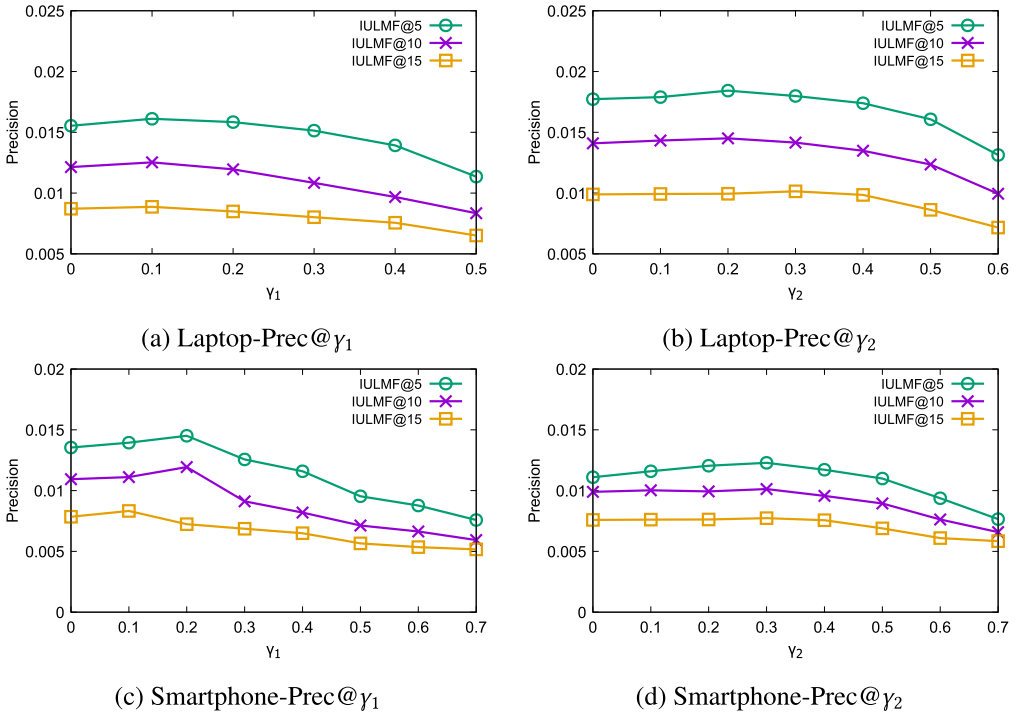 0.025
0.02
0.015
0.01
0.005
Precision
IULMF@5
IULMF@10
IULMF@15
0 0.1 0.2 0.3 0.4 0.5
γ1
(a) Laptop-Prec@γ1
0.025
0.02
0.015
0.01
0.005
Precision
IULMF@5
IULMF@10
IULMF@15
0 0.1 0.2 0.3 0.4 0.5 0.6
γ2
(b) Laptop-Prec@γ2
0.02
0.015
0.01
0.005
0
Precision
IULMF@5
IULMF@10
IULMF@15
0 0.1 0.2 0.3 0.4 0.5 0.6 0.7
γ1
(c) Smartphone-Prec@γ1
0.02
0.015
0.01
0.005
0
Precision
IULMF@5
IULMF@10
IULMF@15
0 0.1 0.2 0.3 0.4 0.5 0.6 0.7
γ2
(d) Smartphone-Prec@γ2